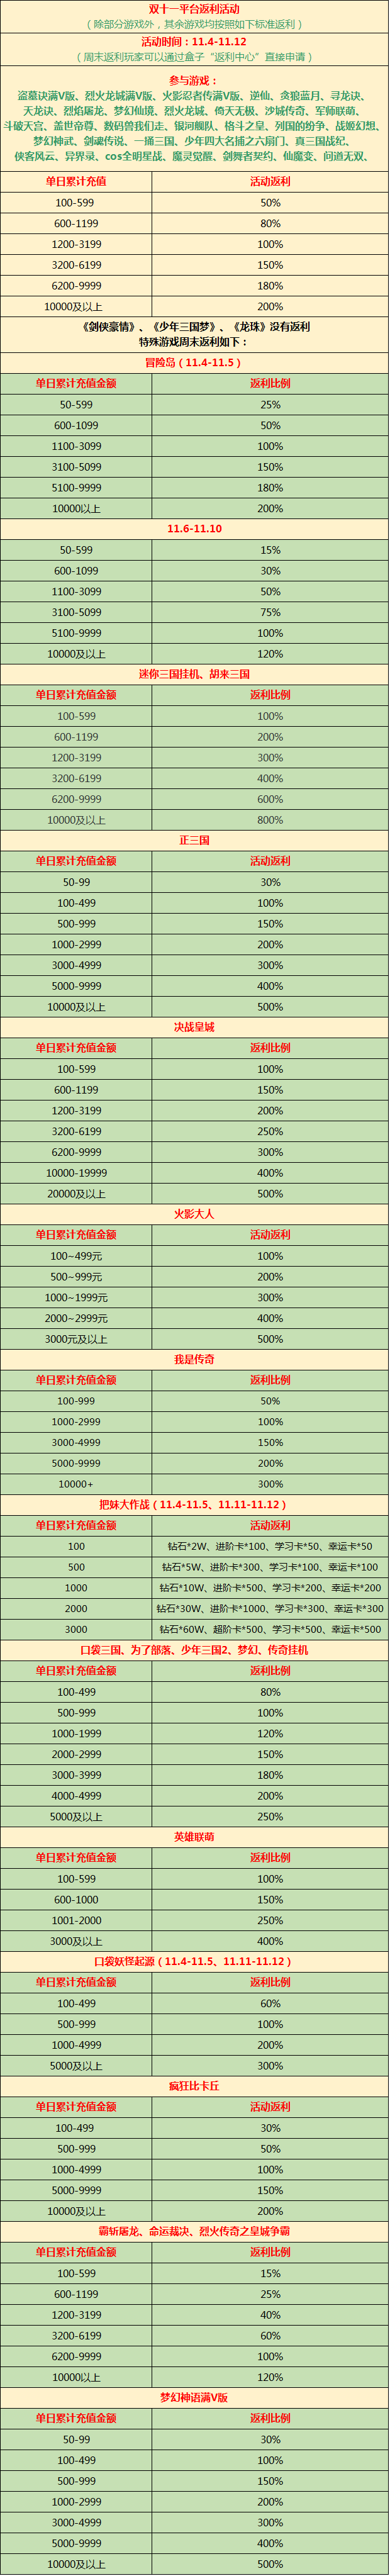 双十一平台返利活动
（除部分游戏外，其余游戏均按照如下标准返利）
活动时间：11.4-11.12
（周末返利玩家可以通过盒子“返利中心”直接申请）
参与游戏：
盗墓诀满V版、烈火龙城满V版、火影忍者传满V版、逆仙、贪狼蓝月、寻龙诀、
天龙诀、烈焰屠龙、梦幻仙镜、烈火龙城、倚天无极、沙城传奇、军师联萌、
斗破天宫、盖世帝尊、数码兽我们走、银河舰队、格斗之皇、列国的纷争、战姬幻想、
梦幻神武、剑魂传说、一捅三国、少年四大名捕之六扇门、真三国战纪、
侠客风云、异界录、cos全明星战、魔灵觉醒、剑舞者契约、仙魔变、问道无双、
单日累计充值 活动返利
100-599 50%
600-1199 80%
1200-3199 100%
3200-6199 150%
6200-9999 180%
10000及以上 200%
《剑侠豪情》、《少年三国梦》、《龙珠》没有返利
特殊游戏周末返利如下：
冒险岛（11.4-11.5）
单日累计充值金额 返利比例
50-599 25%
600-1099 50%
1100-3099 100%
3100-5099 150%
5100-9999 180%
10000以上 200%
11.6-11.10
50-599 15%
600-1099 30%
1100-3099 50%
3100-5099 75%
5100-9999 100%
10000及以上 120%
迷你三国挂机、胡来三国
单日累计充值金额 返利比例
100-599 100%
600-1199 200%
1200-3199 300%
3200-6199 400%
6200-9999 600%
10000及以上 800%
正三国
单日累计充值金额 活动返利
50-99 30%
100-499 100%
500-999 150%
1000-2999 200%
3000-4999 300%
5000-9999 400%
10000及以上 500%
决战皇城
单日累计充值金额 返利比例
100-599 100%
600-1199 150%
1200-3199 200%
3200-6199 250%
6200-9999 300%
10000-19999 400%
20000及以上 500%
火影大人
单日累计充值金额 活动返利
100~499元 100%
500~999元 200%
1000~1999元 300%
2000~2999元 400%
3000元及以上 500%
我是传奇
单日累计充值金额 返利比例
100-999 50%
1000-2999 100%
3000-4999 150%
5000-9999 200%
10000+ 300%
把妹大作战（11.4-11.5、11.11-11.12）
单日累计充值金额 活动返利
100 钻石*2W、进阶卡*100、学习卡*50、幸运卡*50
500 钻石*5W、进阶卡*300、学习卡*100、幸运卡*100
1000 钻石*10W、进阶卡*500、学习卡*200、幸运卡*200
2000 钻石*30W、进阶卡*1000、学习卡*300、幸运卡*300
3000 钻石*60W、超阶卡*500、学习卡*500、幸运卡*500
口袋三国、为了部落、少年三国2、梦幻、传奇挂机
单日累计充值金额 返利比例
100-499 80%
500-999 100%
1000-1999 120%
2000-2999 150%
3000-3999 180%
4000-4999 200%
5000及以上 250%
英雄联萌
单日累计充值金额 返利比例
100-599 100%
600-1000 150%
1001-2000 250%
3000及以上 400%
口袋妖怪起源（11.4-11.5、11.11-11.12）
单日累计充值金额 返利比例
100-499 60%
500-999 100%
1000-4999 200%
5000及以上 300%
疯狂比卡丘
单日累计充值金额 活动返利
100-499 30%
500-999 50%
1000-4999 100%
5000-9999 150%
10000及以上 200%
霸斩屠龙、命运裁决、烈火传奇之皇城争霸
单日累计充值金额 返利比例
100-599 15%
600-1199 25%
1200-3199 40%
3200-6199 60%
6200-9999 100%
10000以上 120%
梦幻神语满V版
单日累计充值金额 返利比例
50-99 30%
100-499 100%
500-999 150%
1000-2999 200%
3000-4999 300%
5000-9999 400%
10000及以上 500%